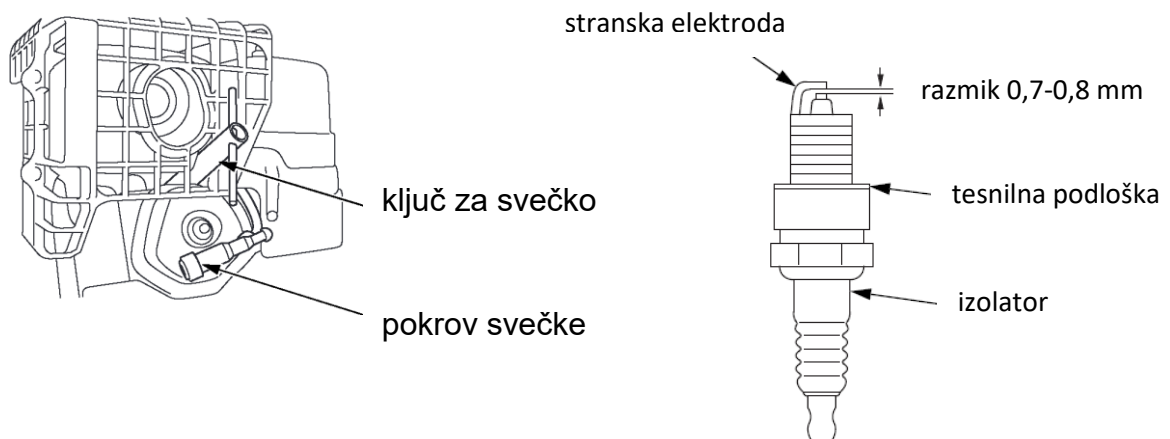 stranska elektroda
razmik 0,7-0,8 mm
ključ za svečko
tesnilna podloška
izolator
pokrov svečke